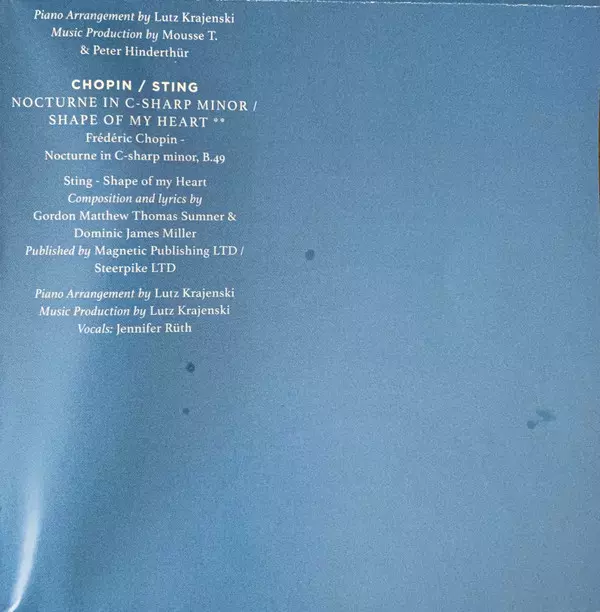 Piano Arrangement by Lutz Krajenski
Music Production by Mousse T.
& Peter Hinderthür
CHOPIN / STING
NOCTURNE IN C-SHARP MINOR /
SHAPE OF MY HEART **
Frédéric Chopin -
Nocturne in C-sharp minor, B.49
Sting - Shape of my Heart
Composition and lyrics by
Gordon Matthew Thomas Sumner &
Dominic James Miller
Published by Magnetic Publishing LTD /
Steerpike LTD
Piano Arrangement by Lutz Krajenski
Music Production by Lutz Krajenski
Vocals: Jennifer Rüth